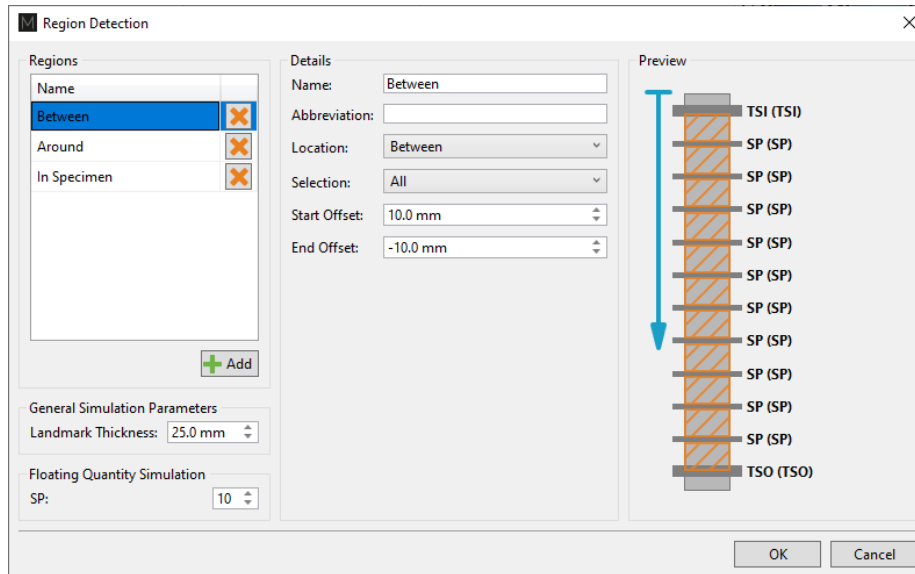 M Region Detection
Regions
Name
Between
Around
In Specimen
Add
General Simulation Parameters
Landmark Thickness: 25.0 mm
Floating Quantity Simulation
SP: 10
Details
Name: Between
Abbreviation:
Location: Between
Selection: All
Start Offset: 10.0 mm
End Offset: -10.0 mm
Preview
TSI (TSI)
SP (SP)
SP (SP)
SP (SP)
SP (SP)
SP (SP)
SP (SP)
SP (SP)
SP (SP)
SP (SP)
SP (SP)
TSO (TSO)
OK Cancel